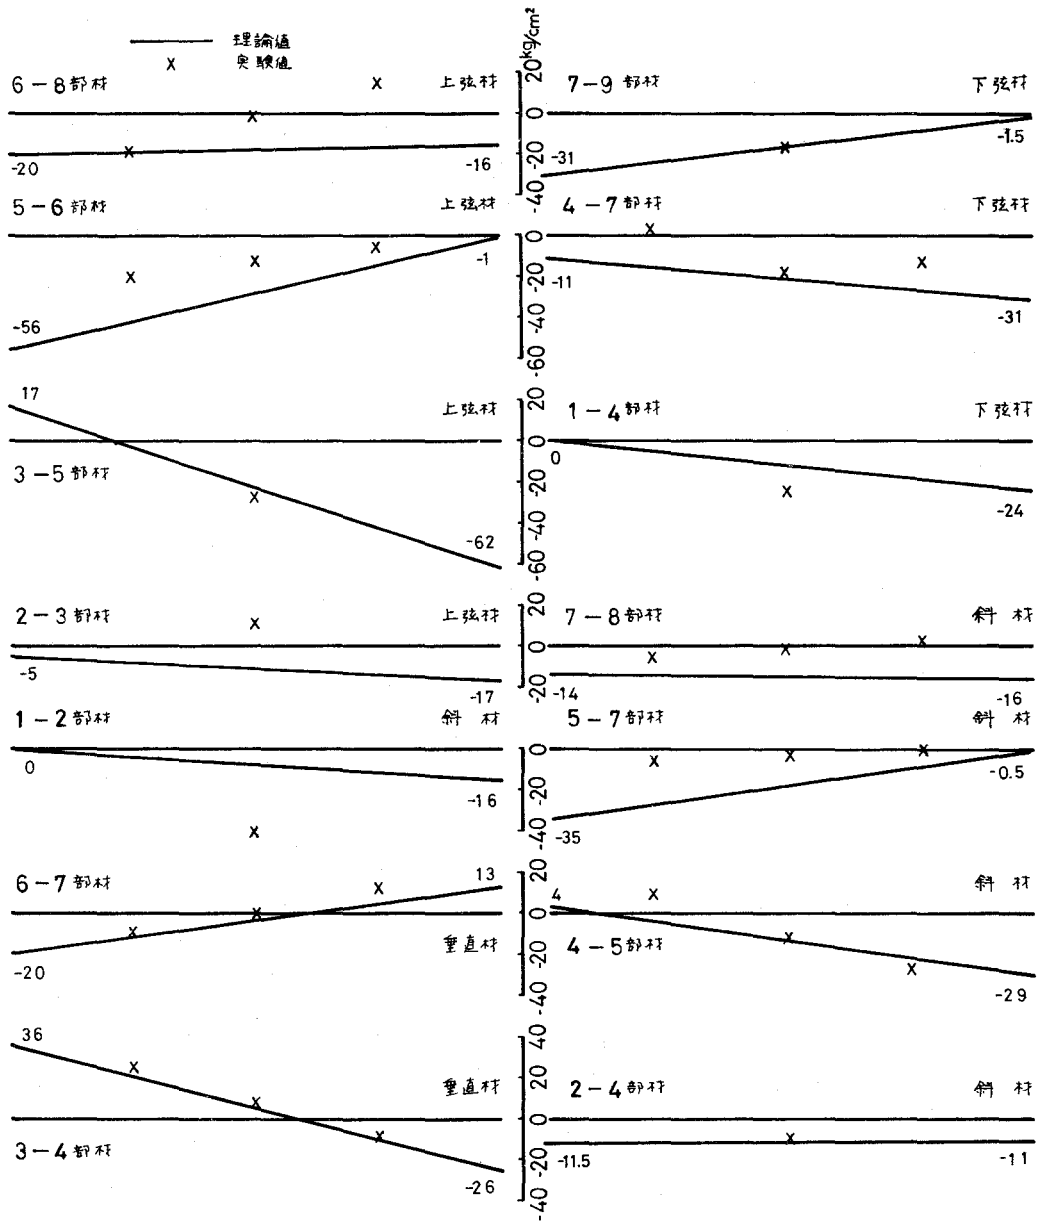 理論値
x 実験値
20 kg/cm²
0
-20
-40
6-8部材 上弦材
-20 -16
7-9部材 下弦材
-31 -1.5
5-6部材 上弦材
-56 -1
0
-20
-40
-60
4-7部材 下弦材
-11 -31
17 上弦材
3-5部材
-62
20
0
-20
-40
-60
1-4部材 下弦材
0 -24
2-3部材 上弦材
-5 -17
20
0
-20
7-8部材 斜材
-14 -16
1-2部材 斜材
0 -16
0
-20
-40
5-7部材 斜材
-35 -0.5
6-7部材 13
-20 垂直材
20
0
-20
-40
4 斜材
4-5部材
-29
36 垂直材
3-4部材
-26
40
20
0
-20
-40
2-4部材 斜材
-11.5 -11